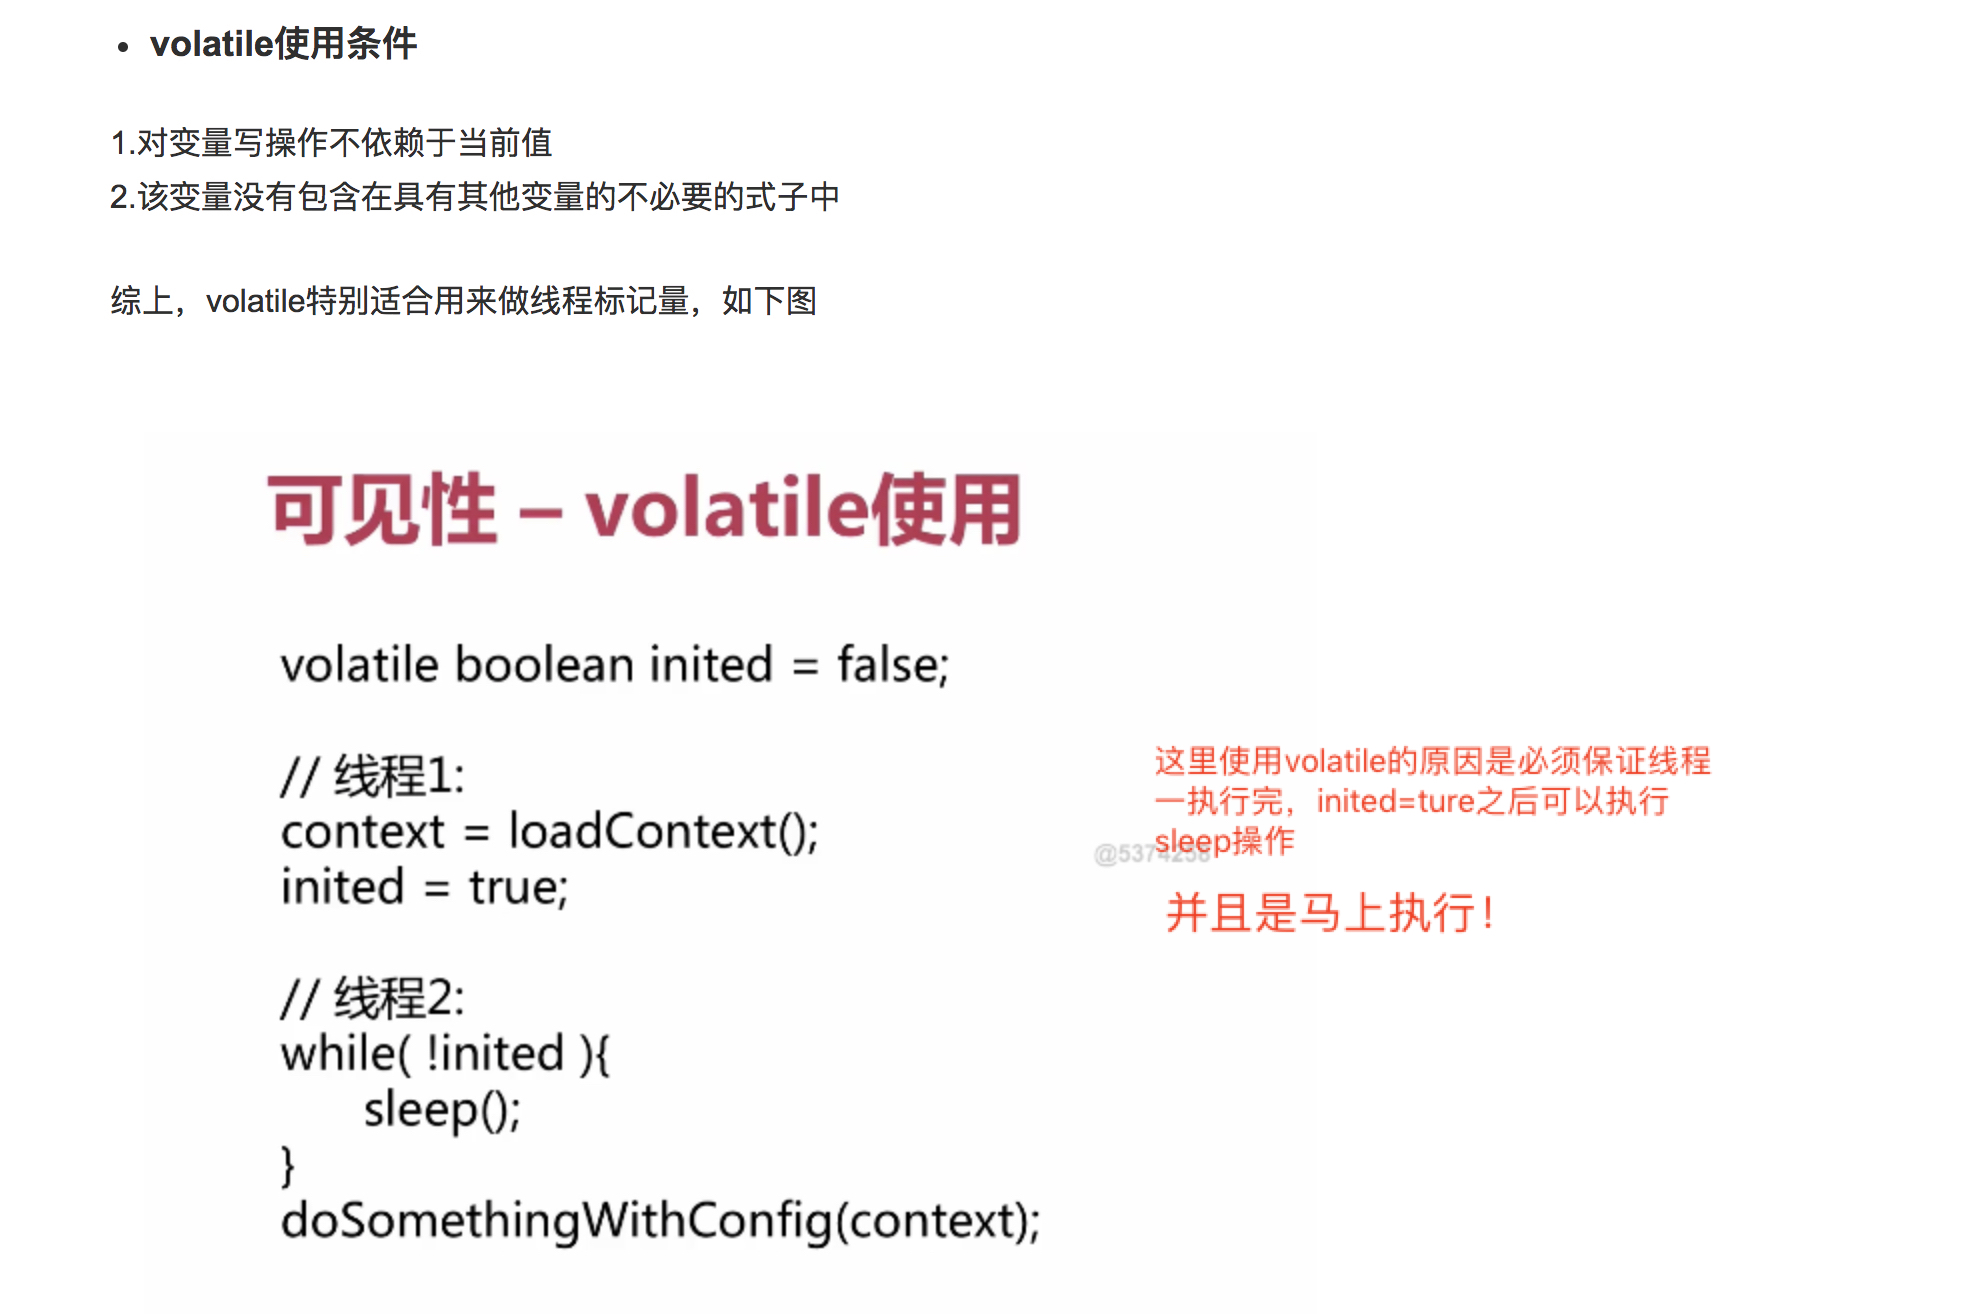 volatile使用条件
1.对变量写操作不依赖于当前值
2.该变量没有包含在具有其他变量的不必要的式子中
综上，volatile特别适合用来做线程标记量，如下图
可见性 – volatile使用
volatile boolean inited = false;
// 线程1:
context = loadContext();
inited = true;
// 线程2:
while( !inited ){
sleep();
}
doSomethingWithConfig(context);
这里使用volatile的原因是必须保证线程
一执行完，inited=ture之后可以执行
sleep操作
@5374258
并且是马上执行！